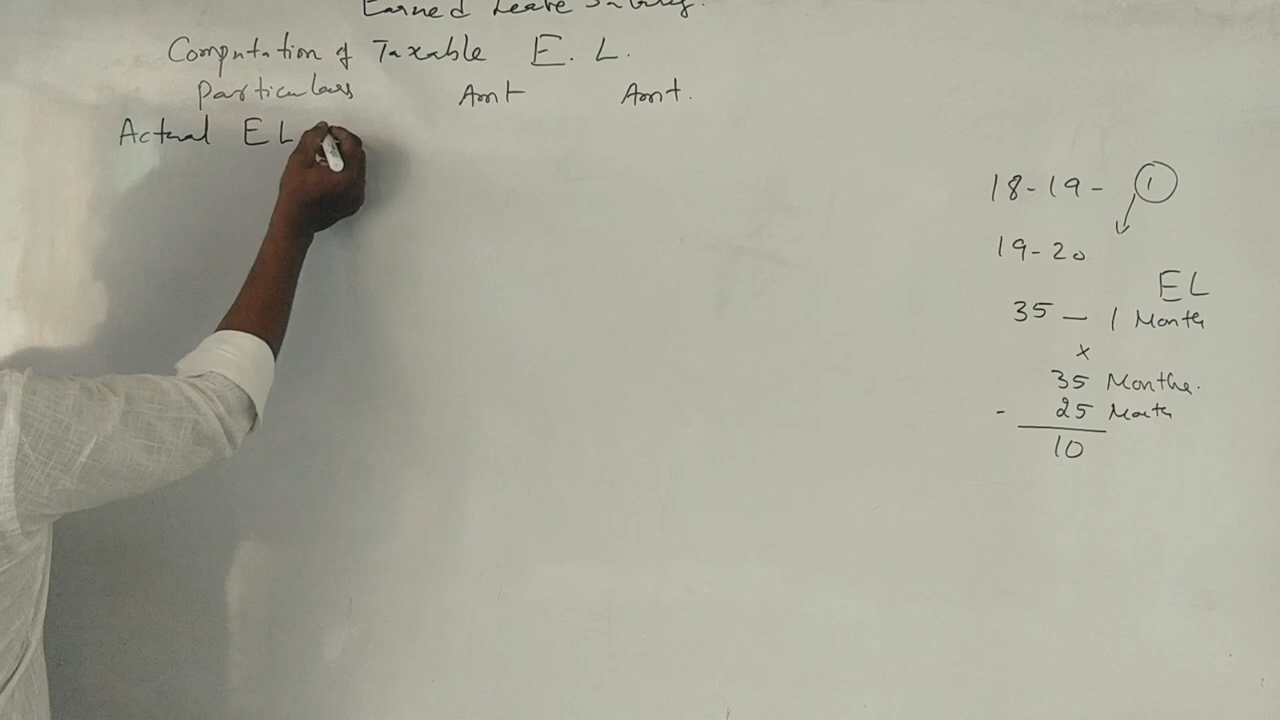 Earned Leave Salary.
Computation of Taxable E. L.
Particulars Amt Amt.
Actual EL
18-19- 1
19-20
EL
35 — 1 Month
x
35 Months.
- 25 Month
10